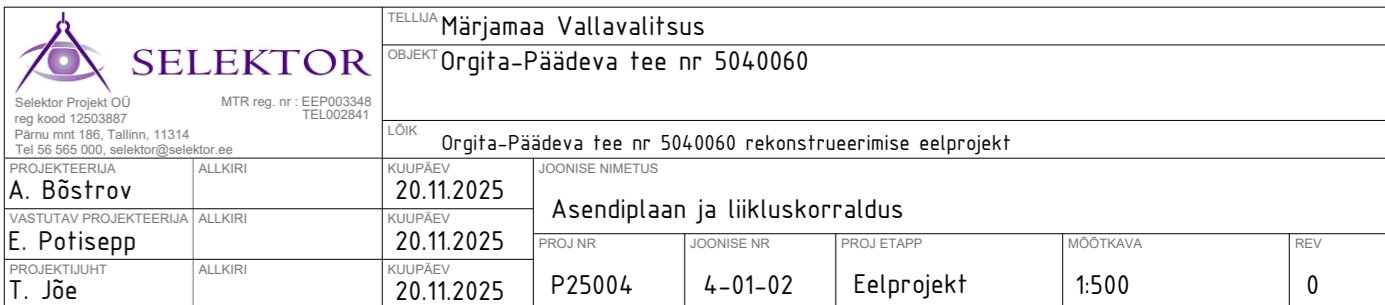 SELEKTOR
Selektor Projekt OÜ
MTR reg. nr : EEP003348
reg kood 12503887
TEL002841
Pärnu mnt 186, Tallinn, 11314
Tel 56 565 000, selektor@selektor.ee
TELLIJA Märjamaa Vallavalitsus
OBJEKT Orgita-Päädeva tee nr 5040060
LÕIK
Orgita-Päädeva tee nr 5040060 rekonstrueerimise eelprojekt
PROJEKTEERIJA ALLKIRI KUUPÄEV
A. Bõstrov 20.11.2025
VASTUTAV PROJEKTEERIJA ALLKIRI KUUPÄEV
E. Potisepp 20.11.2025
PROJEKTIJUHT ALLKIRI KUUPÄEV
T. Jõe 20.11.2025
JOONISE NIMETUS
Asendiplaan ja liikluskorraldus
PROJ NR JOONISE NR PROJ ETAPP MÕÕTKAVA REV
P25004 4-01-02 Eelprojekt 1:500 0